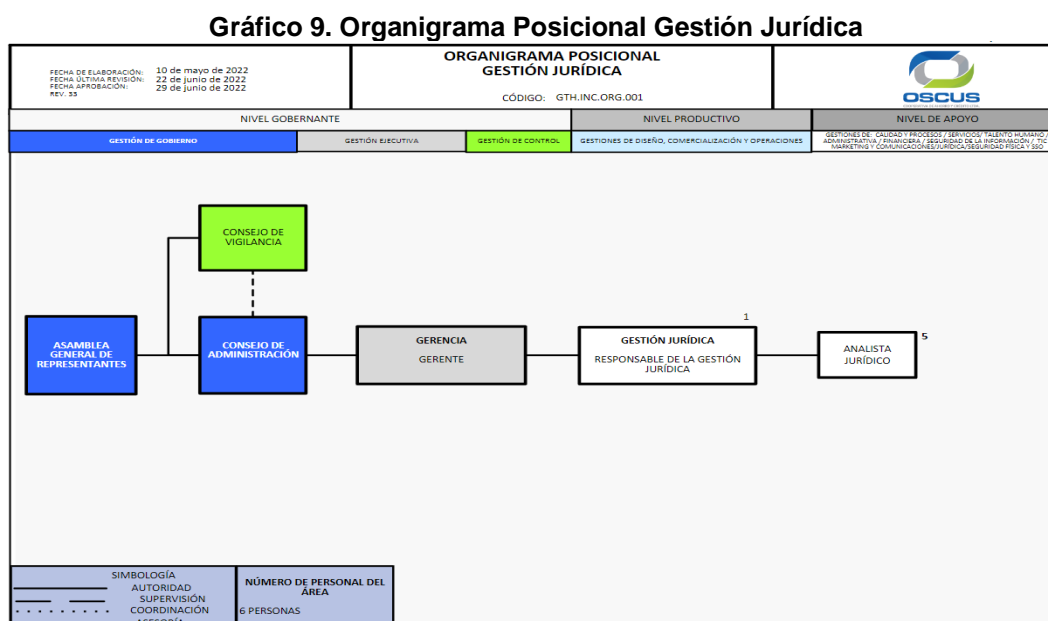 Gráfico 9. Organigrama Posicional Gestión Jurídica
FECHA DE ELABORACIÓN: 10 de mayo de 2022
FECHA ÚLTIMA REVISIÓN: 22 de junio de 2022
FECHA APROBACIÓN: 29 de junio de 2022
REV. 33
ORGANIGRAMA POSICIONAL
GESTIÓN JURÍDICA
CÓDIGO: GTH.INC.ORG.001
OSCUS
NIVEL GOBERNANTE
NIVEL PRODUCTIVO
NIVEL DE APOYO
GESTIÓN DE GOBIERNO
GESTIÓN EJECUTIVA
GESTIÓN DE CONTROL
GESTIONES DE DISEÑO, COMERCIALIZACIÓN Y OPERACIONES
GESTIONES DE: CALIDAD Y PROCESOS / SERVICIOS/ TALENTO HUMANO /
ADMINISTRATIVA / FINANCIERA / SEGURIDAD DE LA INFORMACIÓN / TIC
MARKETING Y COMUNICACIONES/JURÍDICA/SEGURIDAD FÍSICA Y SSO
CONSEJO DE
VIGILANCIA
ASAMBLEA
GENERAL DE
REPRESENTANTES
CONSEJO DE
ADMINISTRACIÓN
GERENCIA
GERENTE
1
GESTIÓN JURÍDICA
RESPONSABLE DE LA GESTIÓN
JURÍDICA
5
ANALISTA
JURÍDICO
SIMBOLOGÍA
AUTORIDAD
SUPERVISIÓN
COORDINACIÓN
ASESORÍA
NÚMERO DE PERSONAL DEL
ÁREA
6 PERSONAS